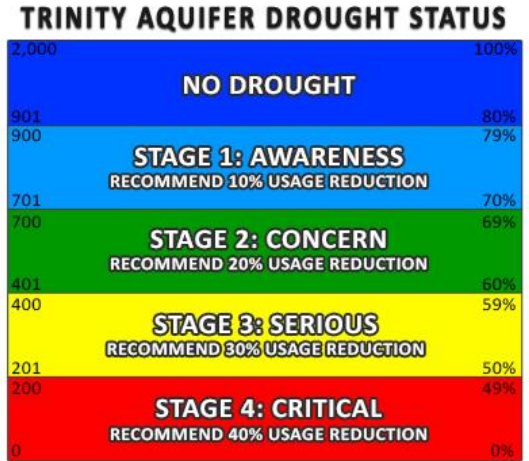 TRINITY AQUIFER DROUGHT STATUS
2,000 100%
NO DROUGHT
901 80%
900 79%
STAGE 1: AWARENESS
RECOMMEND 10% USAGE REDUCTION
701 70%
700 69%
STAGE 2: CONCERN
RECOMMEND 20% USAGE REDUCTION
401 60%
400 59%
STAGE 3: SERIOUS
RECOMMEND 30% USAGE REDUCTION
201 50%
200 49%
STAGE 4: CRITICAL
RECOMMEND 40% USAGE REDUCTION
0 0%